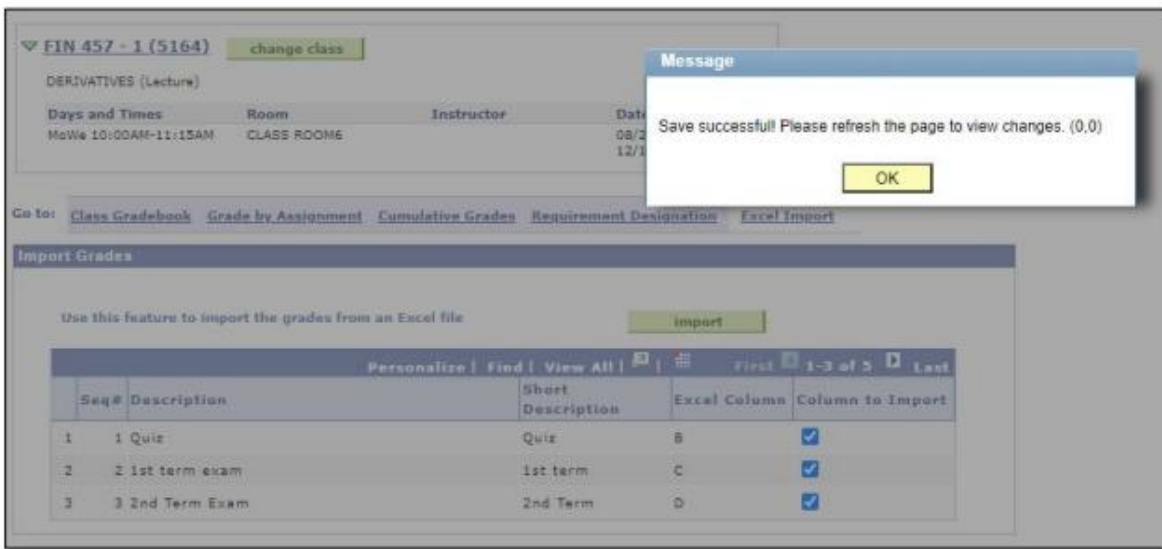 FIN 457 - 1 (5164)
change class
DERIVATIVES (Lecture)
Days and Times Room Instructor
MoWe 10:00AM-11:15AM CLASS ROOM6 08/2
12/1
Message
Save successful! Please refresh the page to view changes. (0,0)
OK
Go to: Class Gradebook Grade by Assignment Cumulative Grades Requirement Designation Excel Import
Import Grades
Use this feature to import the grades from an Excel file
import
Personalize | Find | View All | | First 1-3 of 5 Last
Seq# Description Short Description Excel Column Column to Import
1 1 Quiz Quiz B
2 2 1st term exam 1st term C
3 3 2nd Term Exam 2nd Term D